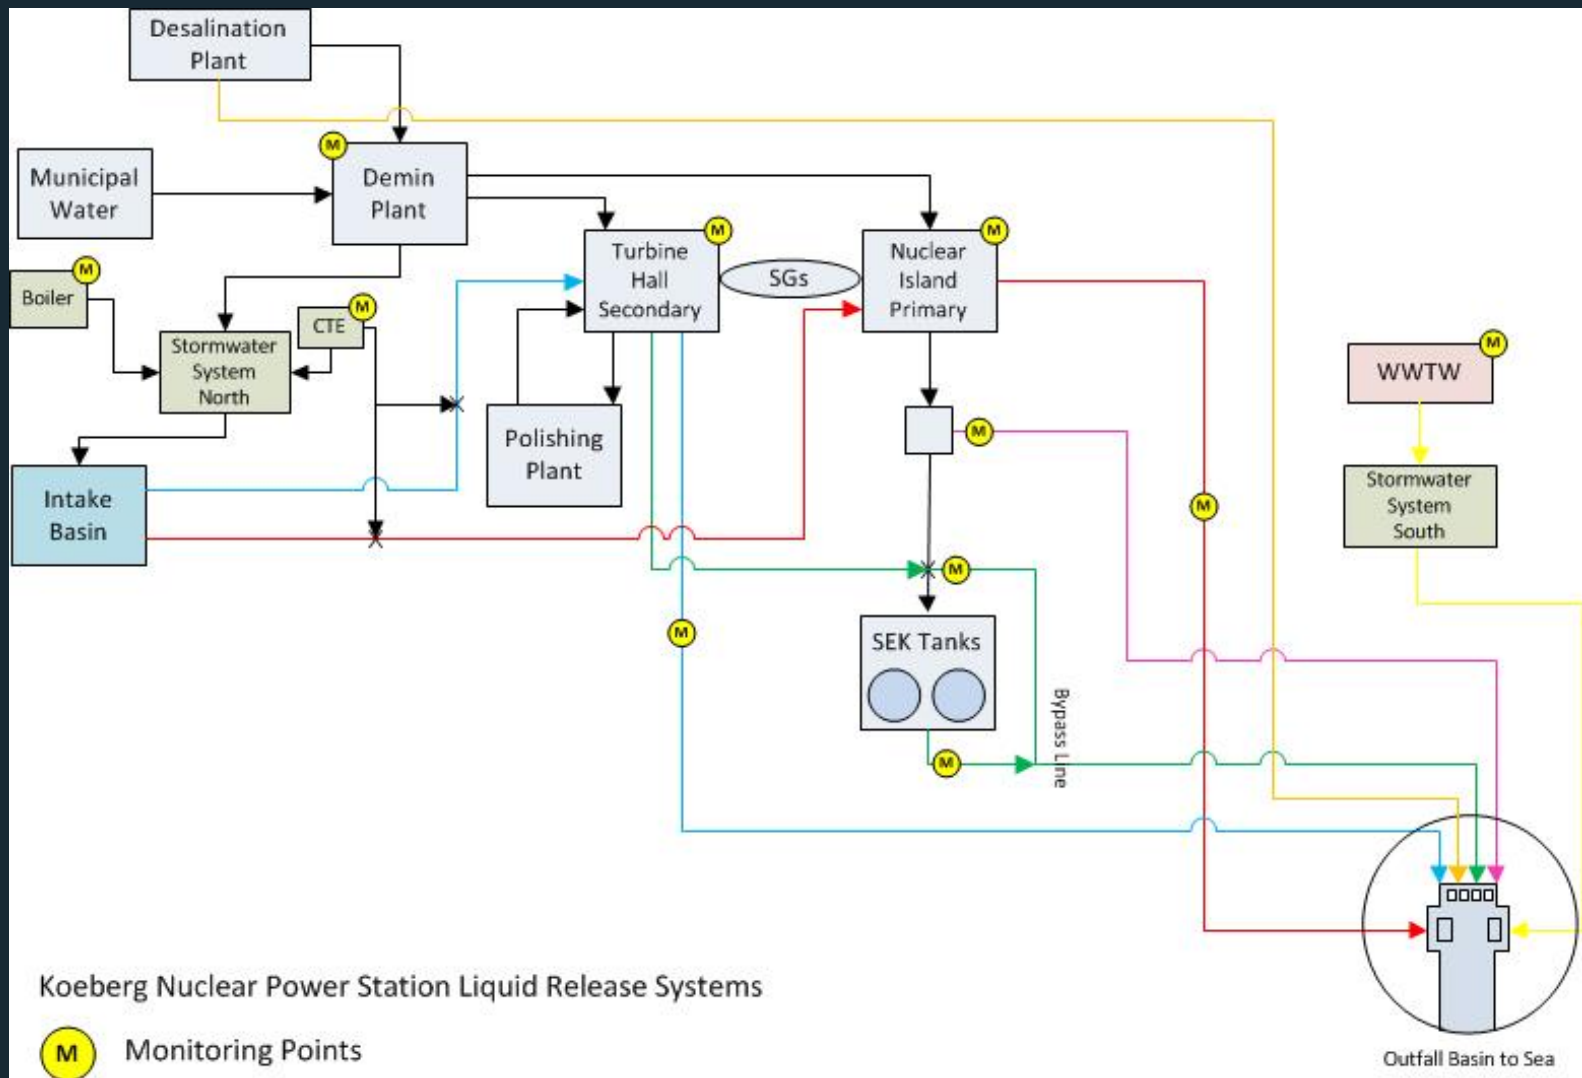 Desalination
Plant
M
Municipal
Water
Demin
Plant
M
Turbine
Hall
Secondary
SGs
M
Nuclear
Island
Primary
M
Boiler
M
CTE
Stormwater
System
North
M
WWTW
Polishing
Plant
M
Intake
Basin
Stormwater
System
South
M
M
M
SEK Tanks
Bypass Line
M
Koeberg Nuclear Power Station Liquid Release Systems
M Monitoring Points
Outfall Basin to Sea